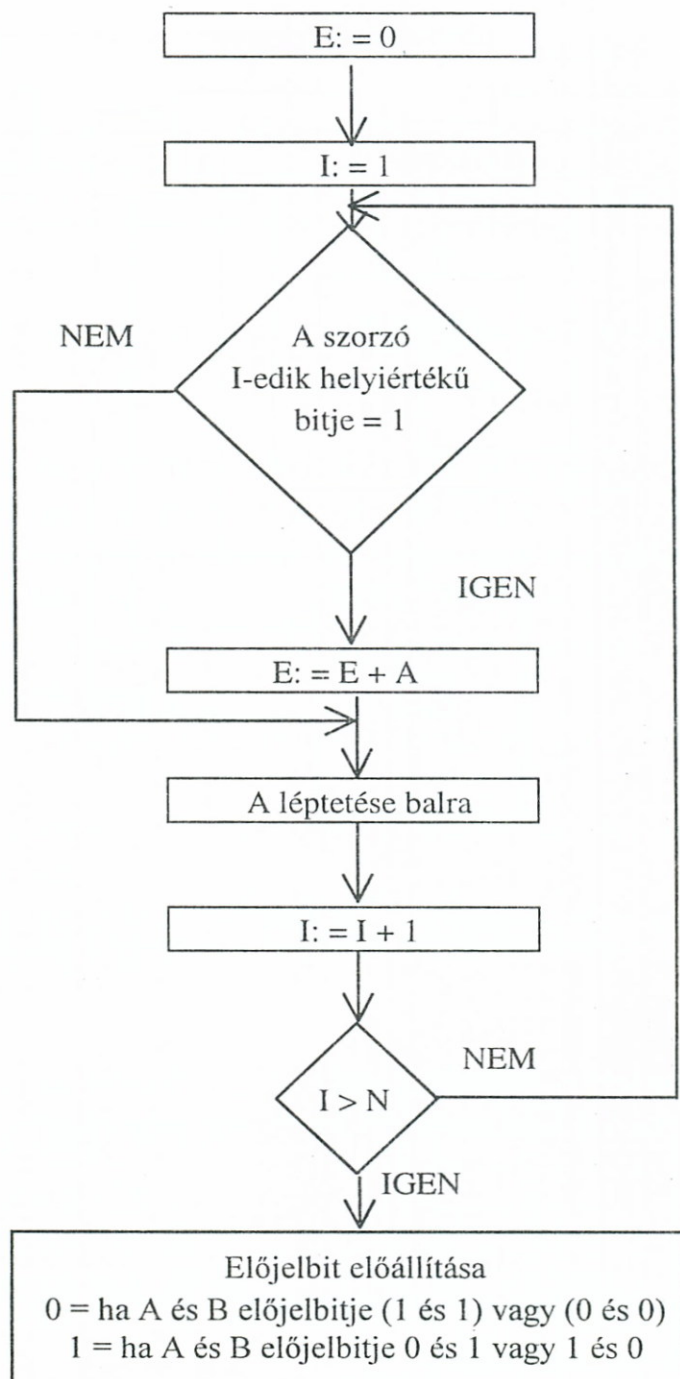 E: = 0
I: = 1
NEM
A szorzó
I-edik helyiértékű
bitje = 1
IGEN
E: = E + A
A léptetése balra
I: = I + 1
NEM
I > N
IGEN
Előjelbit előállítása
0 = ha A és B előjelbitje (1 és 1) vagy (0 és 0)
1 = ha A és B előjelbitje 0 és 1 vagy 1 és 0